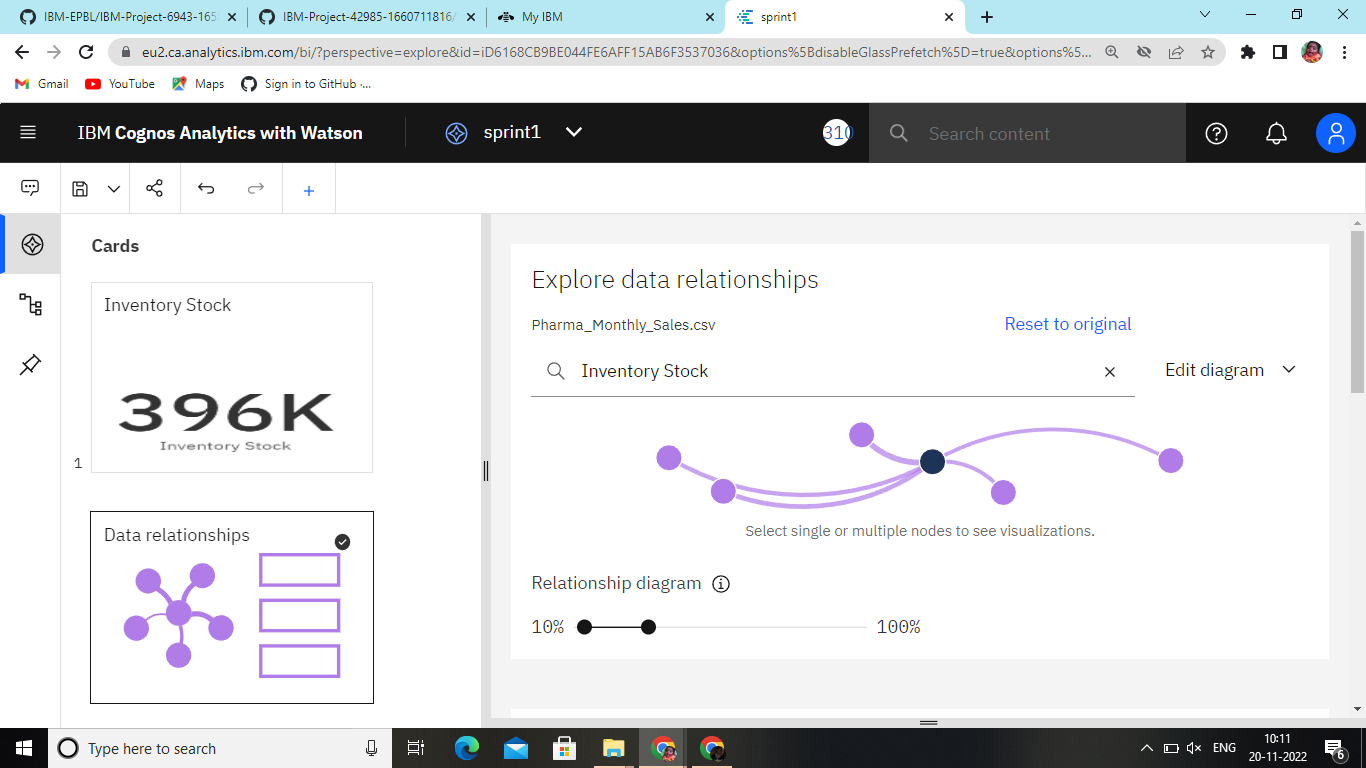 IBM-EPBL/IBM-Project-6943-165
IBM-Project-42985-1660711816/
My IBM
sprint1
eu2.ca.analytics.ibm.com/bi/?perspective=explore&id=iD6168CB9BE044FE6AFF15AB6F3537036&options%5BdisableGlassPrefetch%5D=true&options%5...
Gmail
YouTube
Maps
Sign in to GitHub ·...
IBM Cognos Analytics with Watson
sprint1
310
Search content
Cards
Inventory Stock
396K
Inventory Stock
1
Data relationships
Explore data relationships
Pharma_Monthly_Sales.csv
Reset to original
Inventory Stock
Edit diagram
Select single or multiple nodes to see visualizations.
Relationship diagram
10%
100%
Type here to search
ENG
10:11
20-11-2022
6